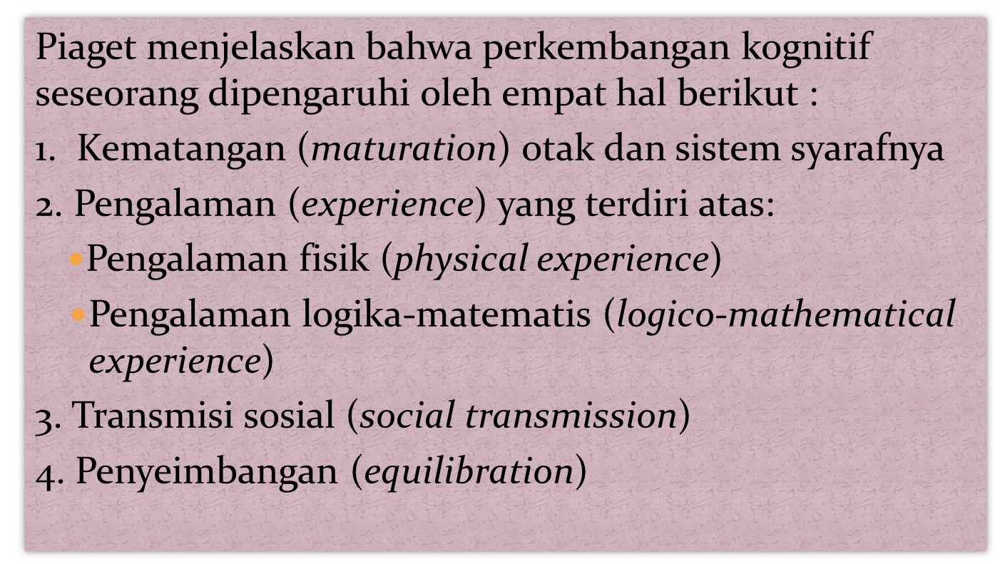 Piaget menjelaskan bahwa perkembangan kognitif
seseorang dipengaruhi oleh empat hal berikut :
1. Kematangan (maturation) otak dan sistem syarafnya
2. Pengalaman (experience) yang terdiri atas:
•Pengalaman fisik (physical experience)
•Pengalaman logika-matematis (logico-mathematical
experience)
3. Transmisi sosial (social transmission)
4. Penyeimbangan (equilibration)